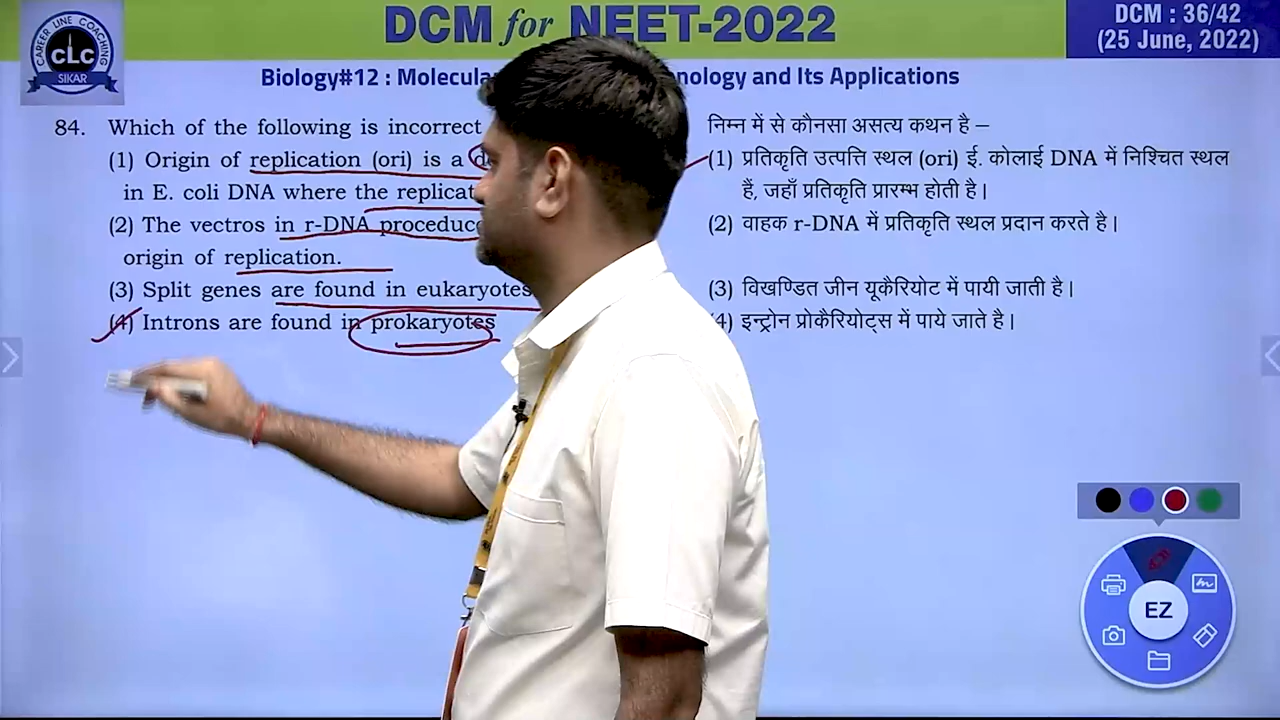 DCM for NEET-2022
DCM : 36/42
(25 June, 2022)
CAREER LINE COACHING
CLC
SIKAR
Biology#12 : Molecular and Its Applications
84. Which of the following is incorrect
(1) Origin of replication (ori) is a
in E. coli DNA where the
(2) The vectros in r-DNA
origin of replication.
(3) Split genes are found in eukaryotes
(4) Introns are found in prokaryotes
निम्न में से कौनसा असत्य कथन है –
(1) प्रतिकृति उत्पत्ति स्थल (ori) ई. कोलाई DNA में निश्चित स्थल
हैं, जहाँ प्रतिकृति प्रारम्भ होती है।
(2) वाहक r-DNA में प्रतिकृति स्थल प्रदान करते है।
(3) विखण्डित जीन यूकैरियोट में पायी जाती है।
(4) इन्ट्रोन प्रोकैरियोट्स में पाये जाते है।
EZ